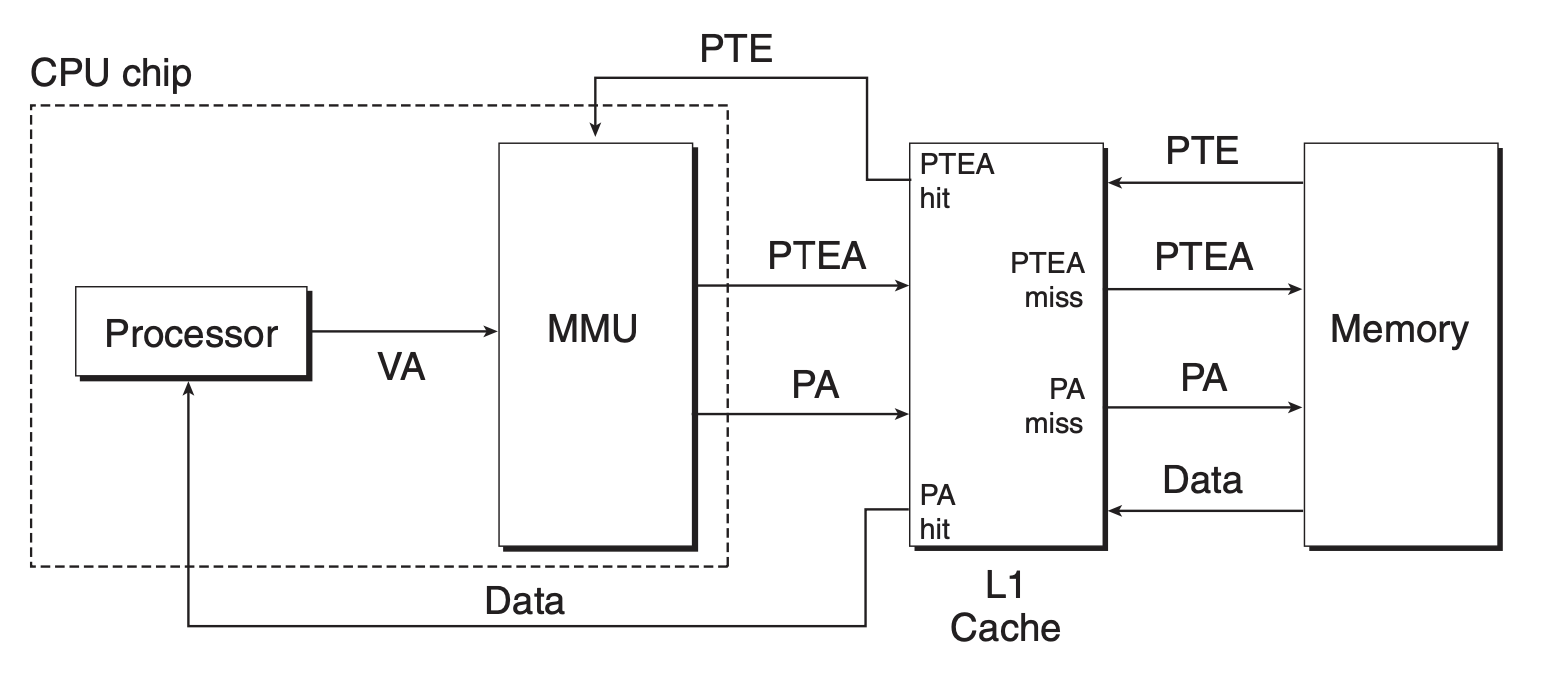 PTE
CPU chip
PTEA
hit
PTE
PTEA
PTEA
miss
PTEA
Processor
VA
MMU
Memory
PA
PA
miss
PA
PA
hit
Data
Data
L1
Cache